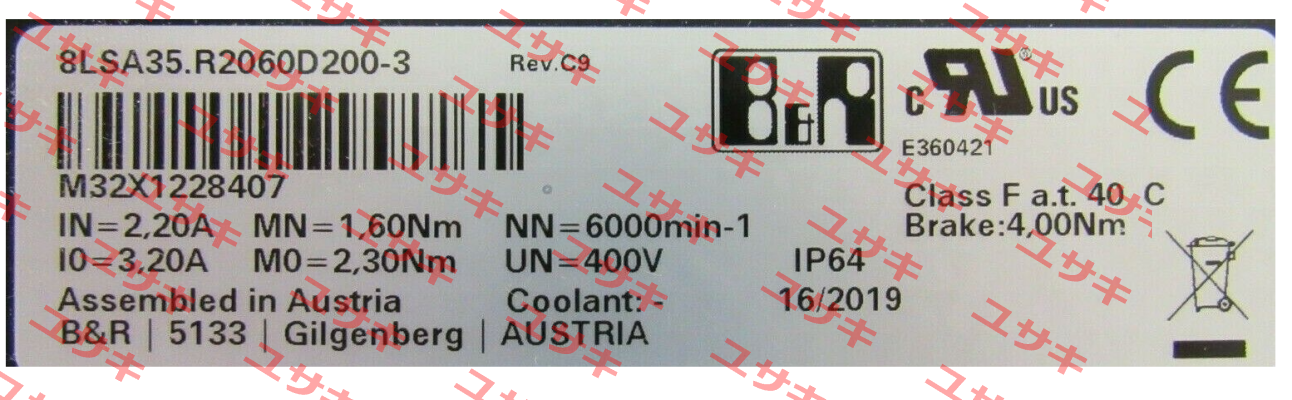 8LSA35.R2060D200-3 Rev.C9
B&R
C RU ® US
CE
E360421
M32X1228407
Class F a.t. 40 C
IN=2,20A MN=1,60Nm NN=6000min-1
Brake:4,00Nm
I0=3,20A M0=2,30Nm UN=400V IP64
Assembled in Austria Coolant: - 16/2019
B&R | 5133 | Gilgenberg | AUSTRIA
ユサキ